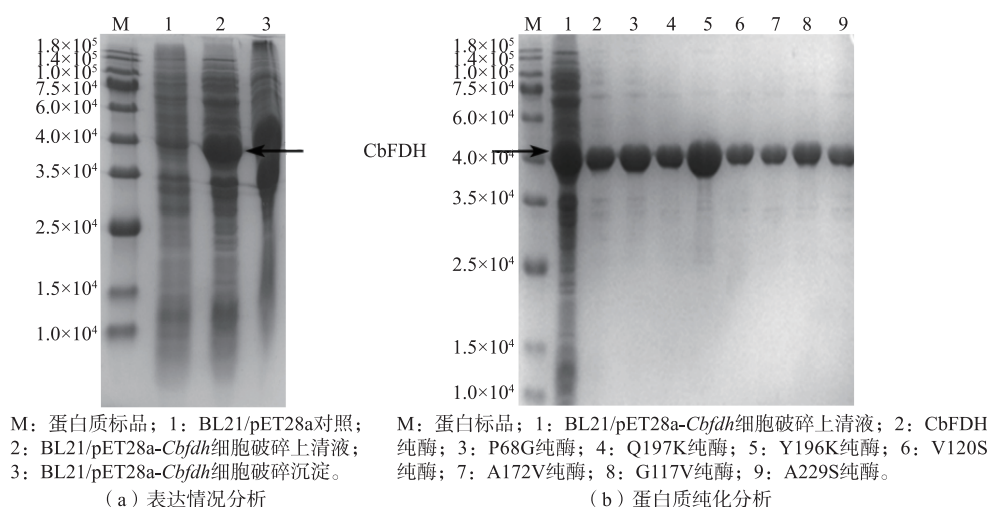 M 1 2 3
1.8×10⁵
1.4×10⁵
1.0×10⁵
7.5×10⁴
6.0×10⁴
4.0×10⁴
3.5×10⁴
2.5×10⁴
1.5×10⁴
1.0×10⁴
CbFDH
M 1 2 3 4 5 6 7 8 9
1.8×10⁵
1.4×10⁵
1.0×10⁵
7.5×10⁴
6.0×10⁴
4.0×10⁴
3.5×10⁴
2.5×10⁴
1.5×10⁴
1.0×10⁴
M：蛋白质标品；1：BL21/pET28a对照；
2：BL21/pET28a-Cbfdh细胞破碎上清液；
3：BL21/pET28a-Cbfdh细胞破碎沉淀。
（a）表达情况分析
M：蛋白标品；1：BL21/pET28a-Cbfdh细胞破碎上清液；2：CbFDH
纯酶；3：P68G纯酶；4：Q197K纯酶；5：Y196K纯酶；6：V120S
纯酶；7：A172V纯酶；8：G117V纯酶；9：A229S纯酶。
（b）蛋白质纯化分析